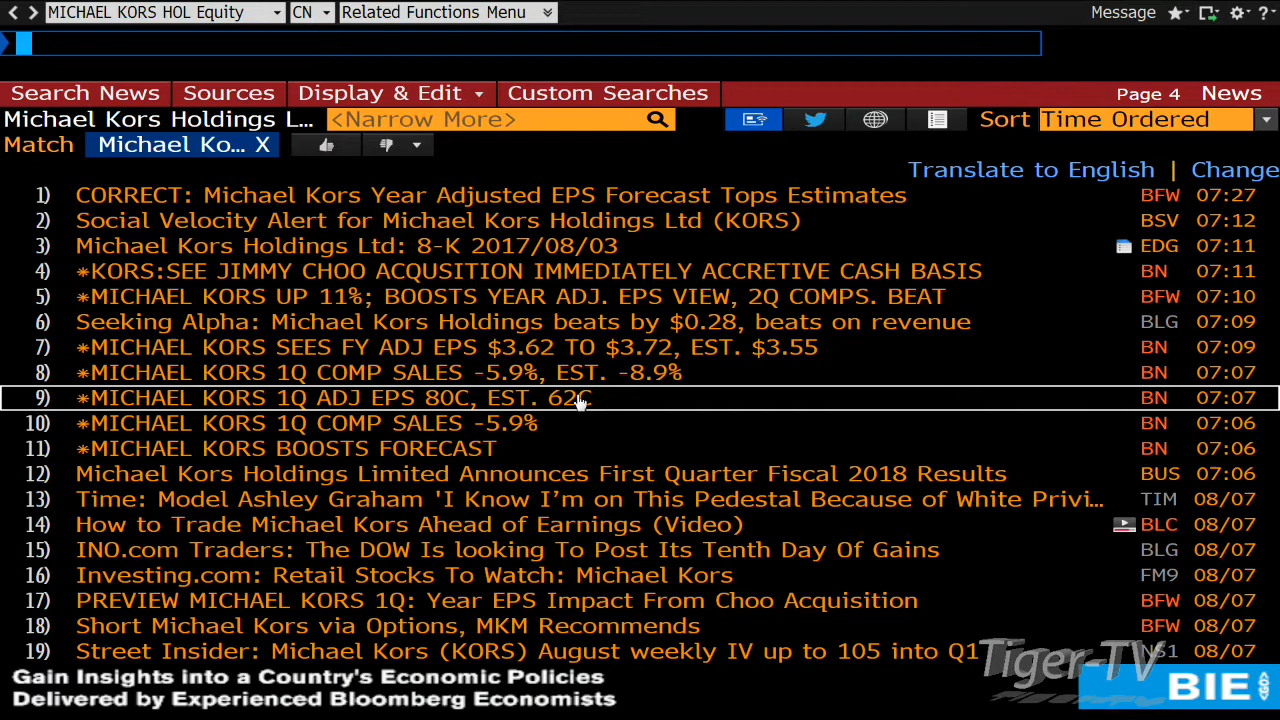 MICHAEL KORS HOL Equity CN Related Functions Menu Message ?
Search News Sources Display & Edit Custom Searches Page 4 News
Michael Kors Holdings L... <Narrow More> Sort Time Ordered
Match Michael Ko... X
Translate to English | Change
1) CORRECT: Michael Kors Year Adjusted EPS Forecast Tops Estimates BFW 07:27
2) Social Velocity Alert for Michael Kors Holdings Ltd (KORS) BSV 07:12
3) Michael Kors Holdings Ltd: 8-K 2017/08/03 EDG 07:11
4) *KORS:SEE JIMMY CHOO ACQUSITION IMMEDIATELY ACCRETIVE CASH BASIS BN 07:11
5) *MICHAEL KORS UP 11%; BOOSTS YEAR ADJ. EPS VIEW, 2Q COMPS. BEAT BFW 07:10
6) Seeking Alpha: Michael Kors Holdings beats by $0.28, beats on revenue BLG 07:09
7) *MICHAEL KORS SEES FY ADJ EPS $3.62 TO $3.72, EST. $3.55 BN 07:09
8) *MICHAEL KORS 1Q COMP SALES -5.9%, EST. -8.9% BN 07:07
9) *MICHAEL KORS 1Q ADJ EPS 80C, EST. 62C BN 07:07
10) *MICHAEL KORS 1Q COMP SALES -5.9% BN 07:06
11) *MICHAEL KORS BOOSTS FORECAST BN 07:06
12) Michael Kors Holdings Limited Announces First Quarter Fiscal 2018 Results BUS 07:06
13) Time: Model Ashley Graham 'I Know I'm on This Pedestal Because of White Privi... TIM 08/07
14) How to Trade Michael Kors Ahead of Earnings (Video) BLC 08/07
15) INO.com Traders: The DOW Is looking To Post Its Tenth Day Of Gains BLG 08/07
16) Investing.com: Retail Stocks To Watch: Michael Kors FM9 08/07
17) PREVIEW MICHAEL KORS 1Q: Year EPS Impact From Choo Acquisition BFW 08/07
18) Short Michael Kors via Options, MKM Recommends BFW 08/07
19) Street Insider: Michael Kors (KORS) August weekly IV up to 105 into Q1 NS1 08/07
Tiger-TV
Gain Insights into a Country's Economic Policies
Delivered by Experienced Bloomberg Economists
BIE